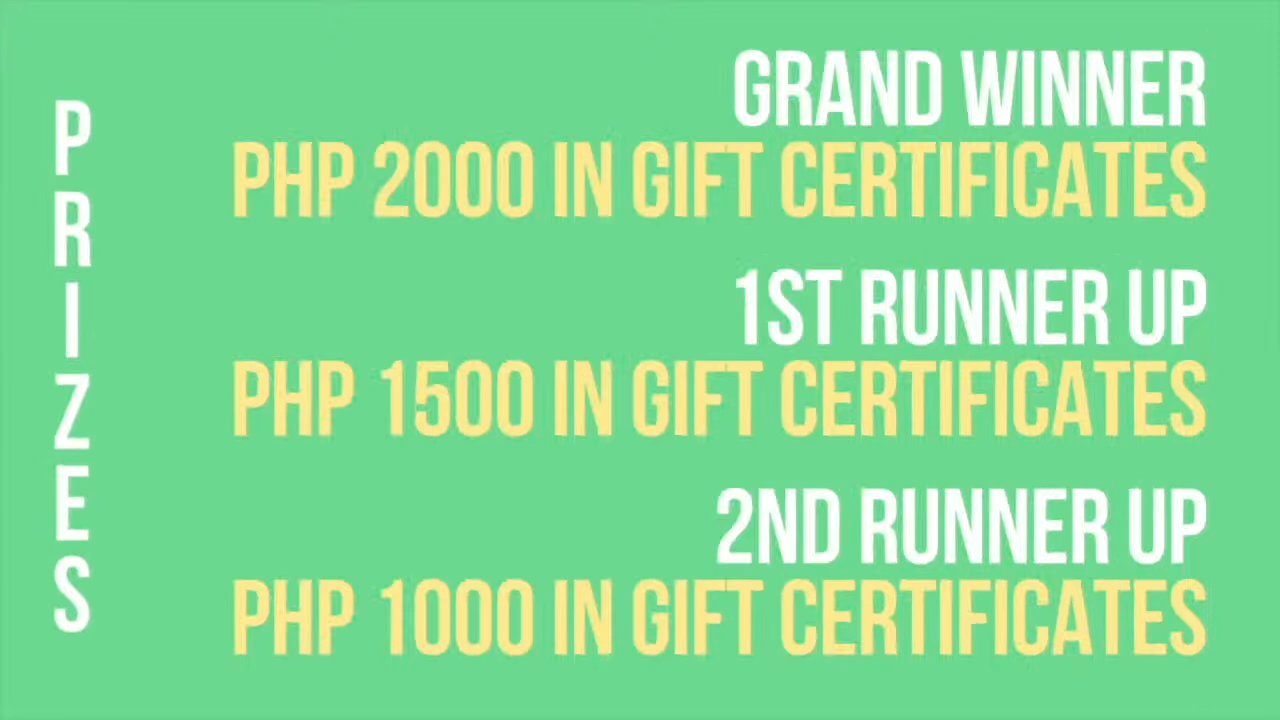 PRIZES
GRAND WINNER
PHP 2000 IN GIFT CERTIFICATES
1ST RUNNER UP
PHP 1500 IN GIFT CERTIFICATES
2ND RUNNER UP
PHP 1000 IN GIFT CERTIFICATES